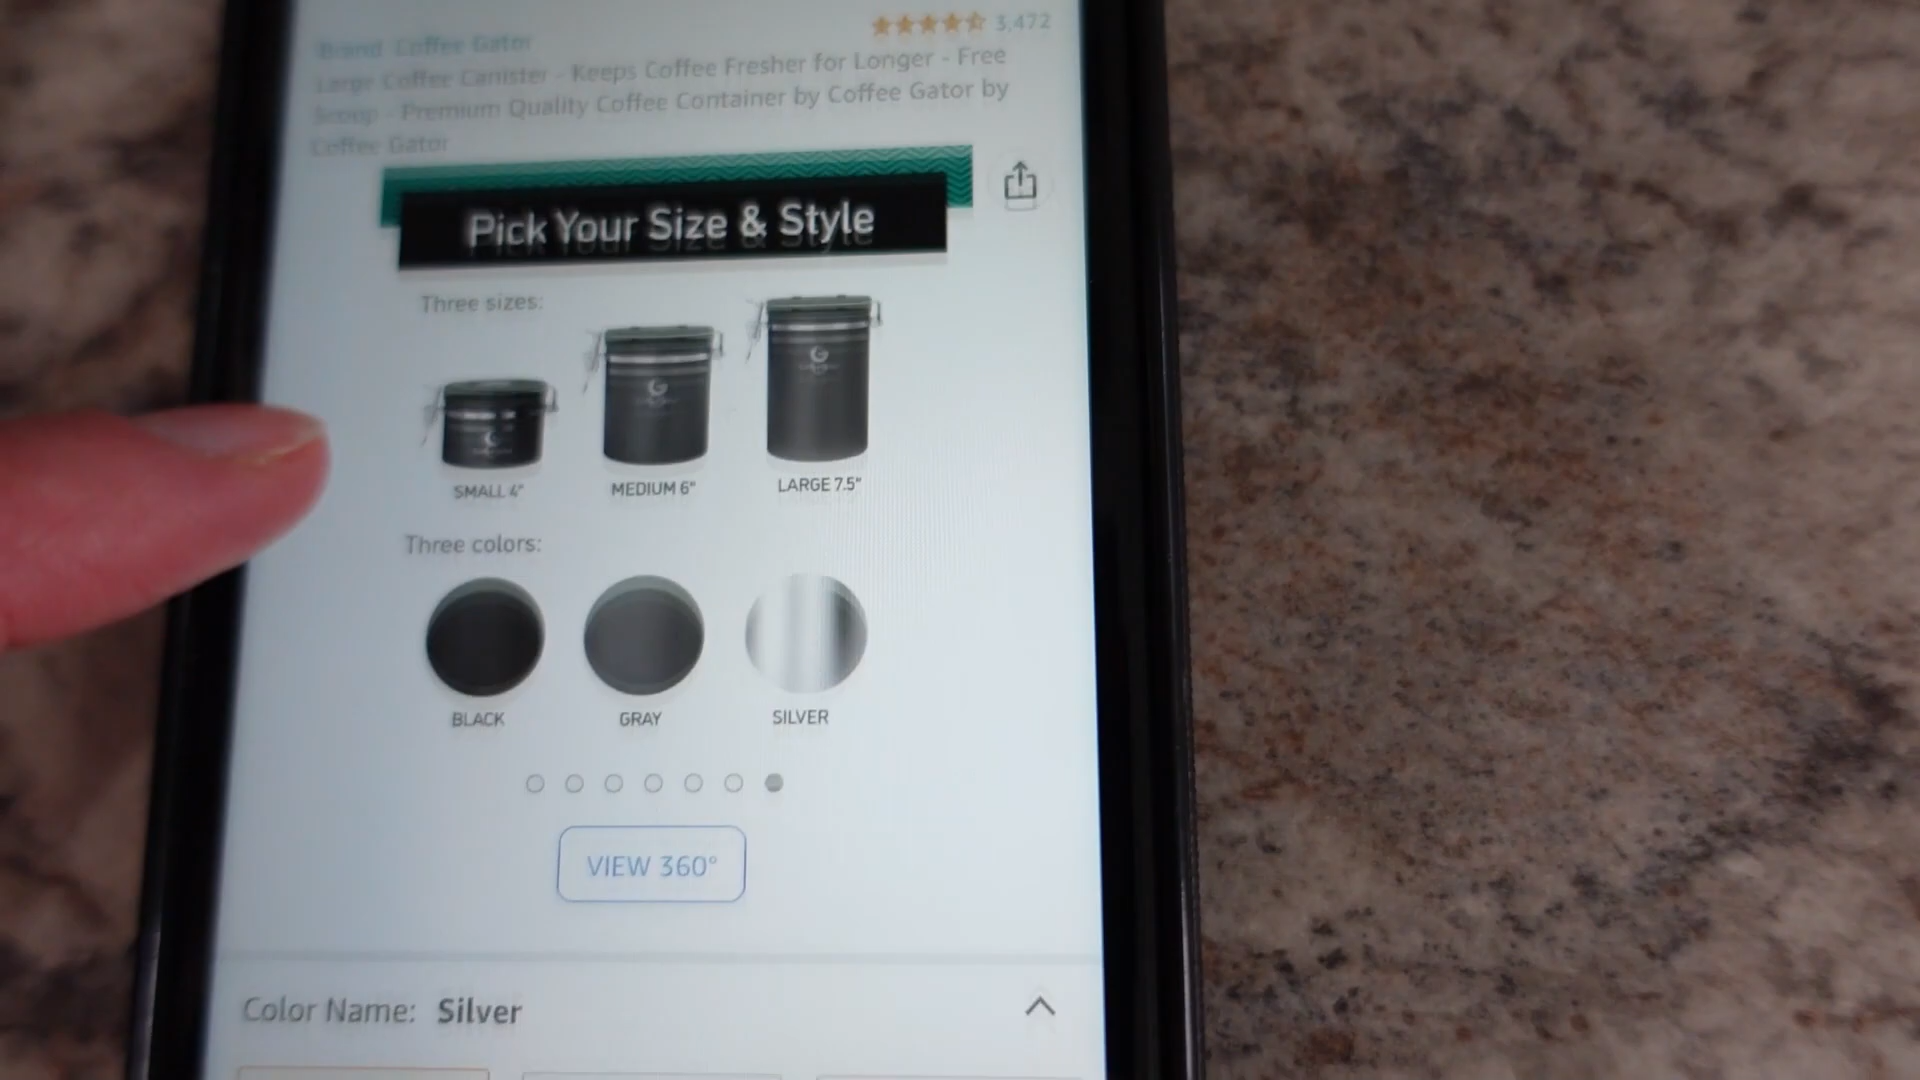 Brand Coffee Gator
3,472
Large Coffee Canister - Keeps Coffee Fresher for Longer - Free
Scoop - Premium Quality Coffee Container by Coffee Gator by
Coffee Gator
Pick Your Size & Style
Three sizes:
SMALL 4"
MEDIUM 6"
LARGE 7.5"
Three colors:
BLACK
GRAY
SILVER
VIEW 360°
Color Name: Silver